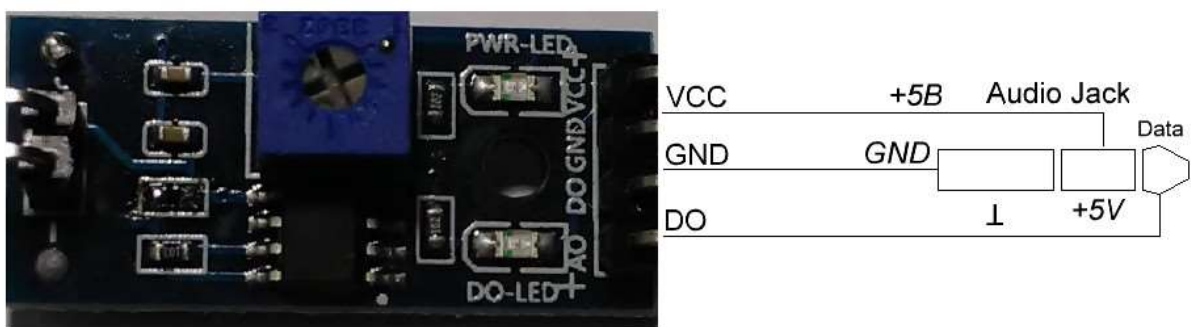 PWR-LED
+
VCC
GND
DO
AO
DO-LED
+
VCC
+5B
Audio Jack
Data
GND
GND
+5V
DO